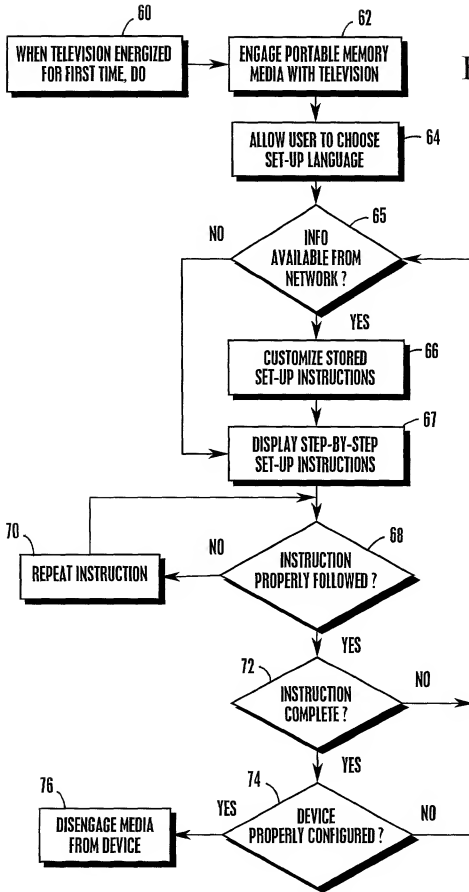 60
WHEN TELEVISION ENERGIZED
FOR FIRST TIME, DO
62
ENGAGE PORTABLE MEMORY
MEDIA WITH TELEVISION
64
ALLOW USER TO CHOOSE
SET-UP LANGUAGE
65
INFO
AVAILABLE FROM
NETWORK ?
NO
YES
66
CUSTOMIZE STORED
SET-UP INSTRUCTIONS
67
DISPLAY STEP-BY-STEP
SET-UP INSTRUCTIONS
68
INSTRUCTION
PROPERLY FOLLOWED ?
NO
70
REPEAT INSTRUCTION
YES
72
INSTRUCTION
COMPLETE ?
NO
YES
74
DEVICE
PROPERLY CONFIGURED ?
YES
NO
76
DISENGAGE MEDIA
FROM DEVICE